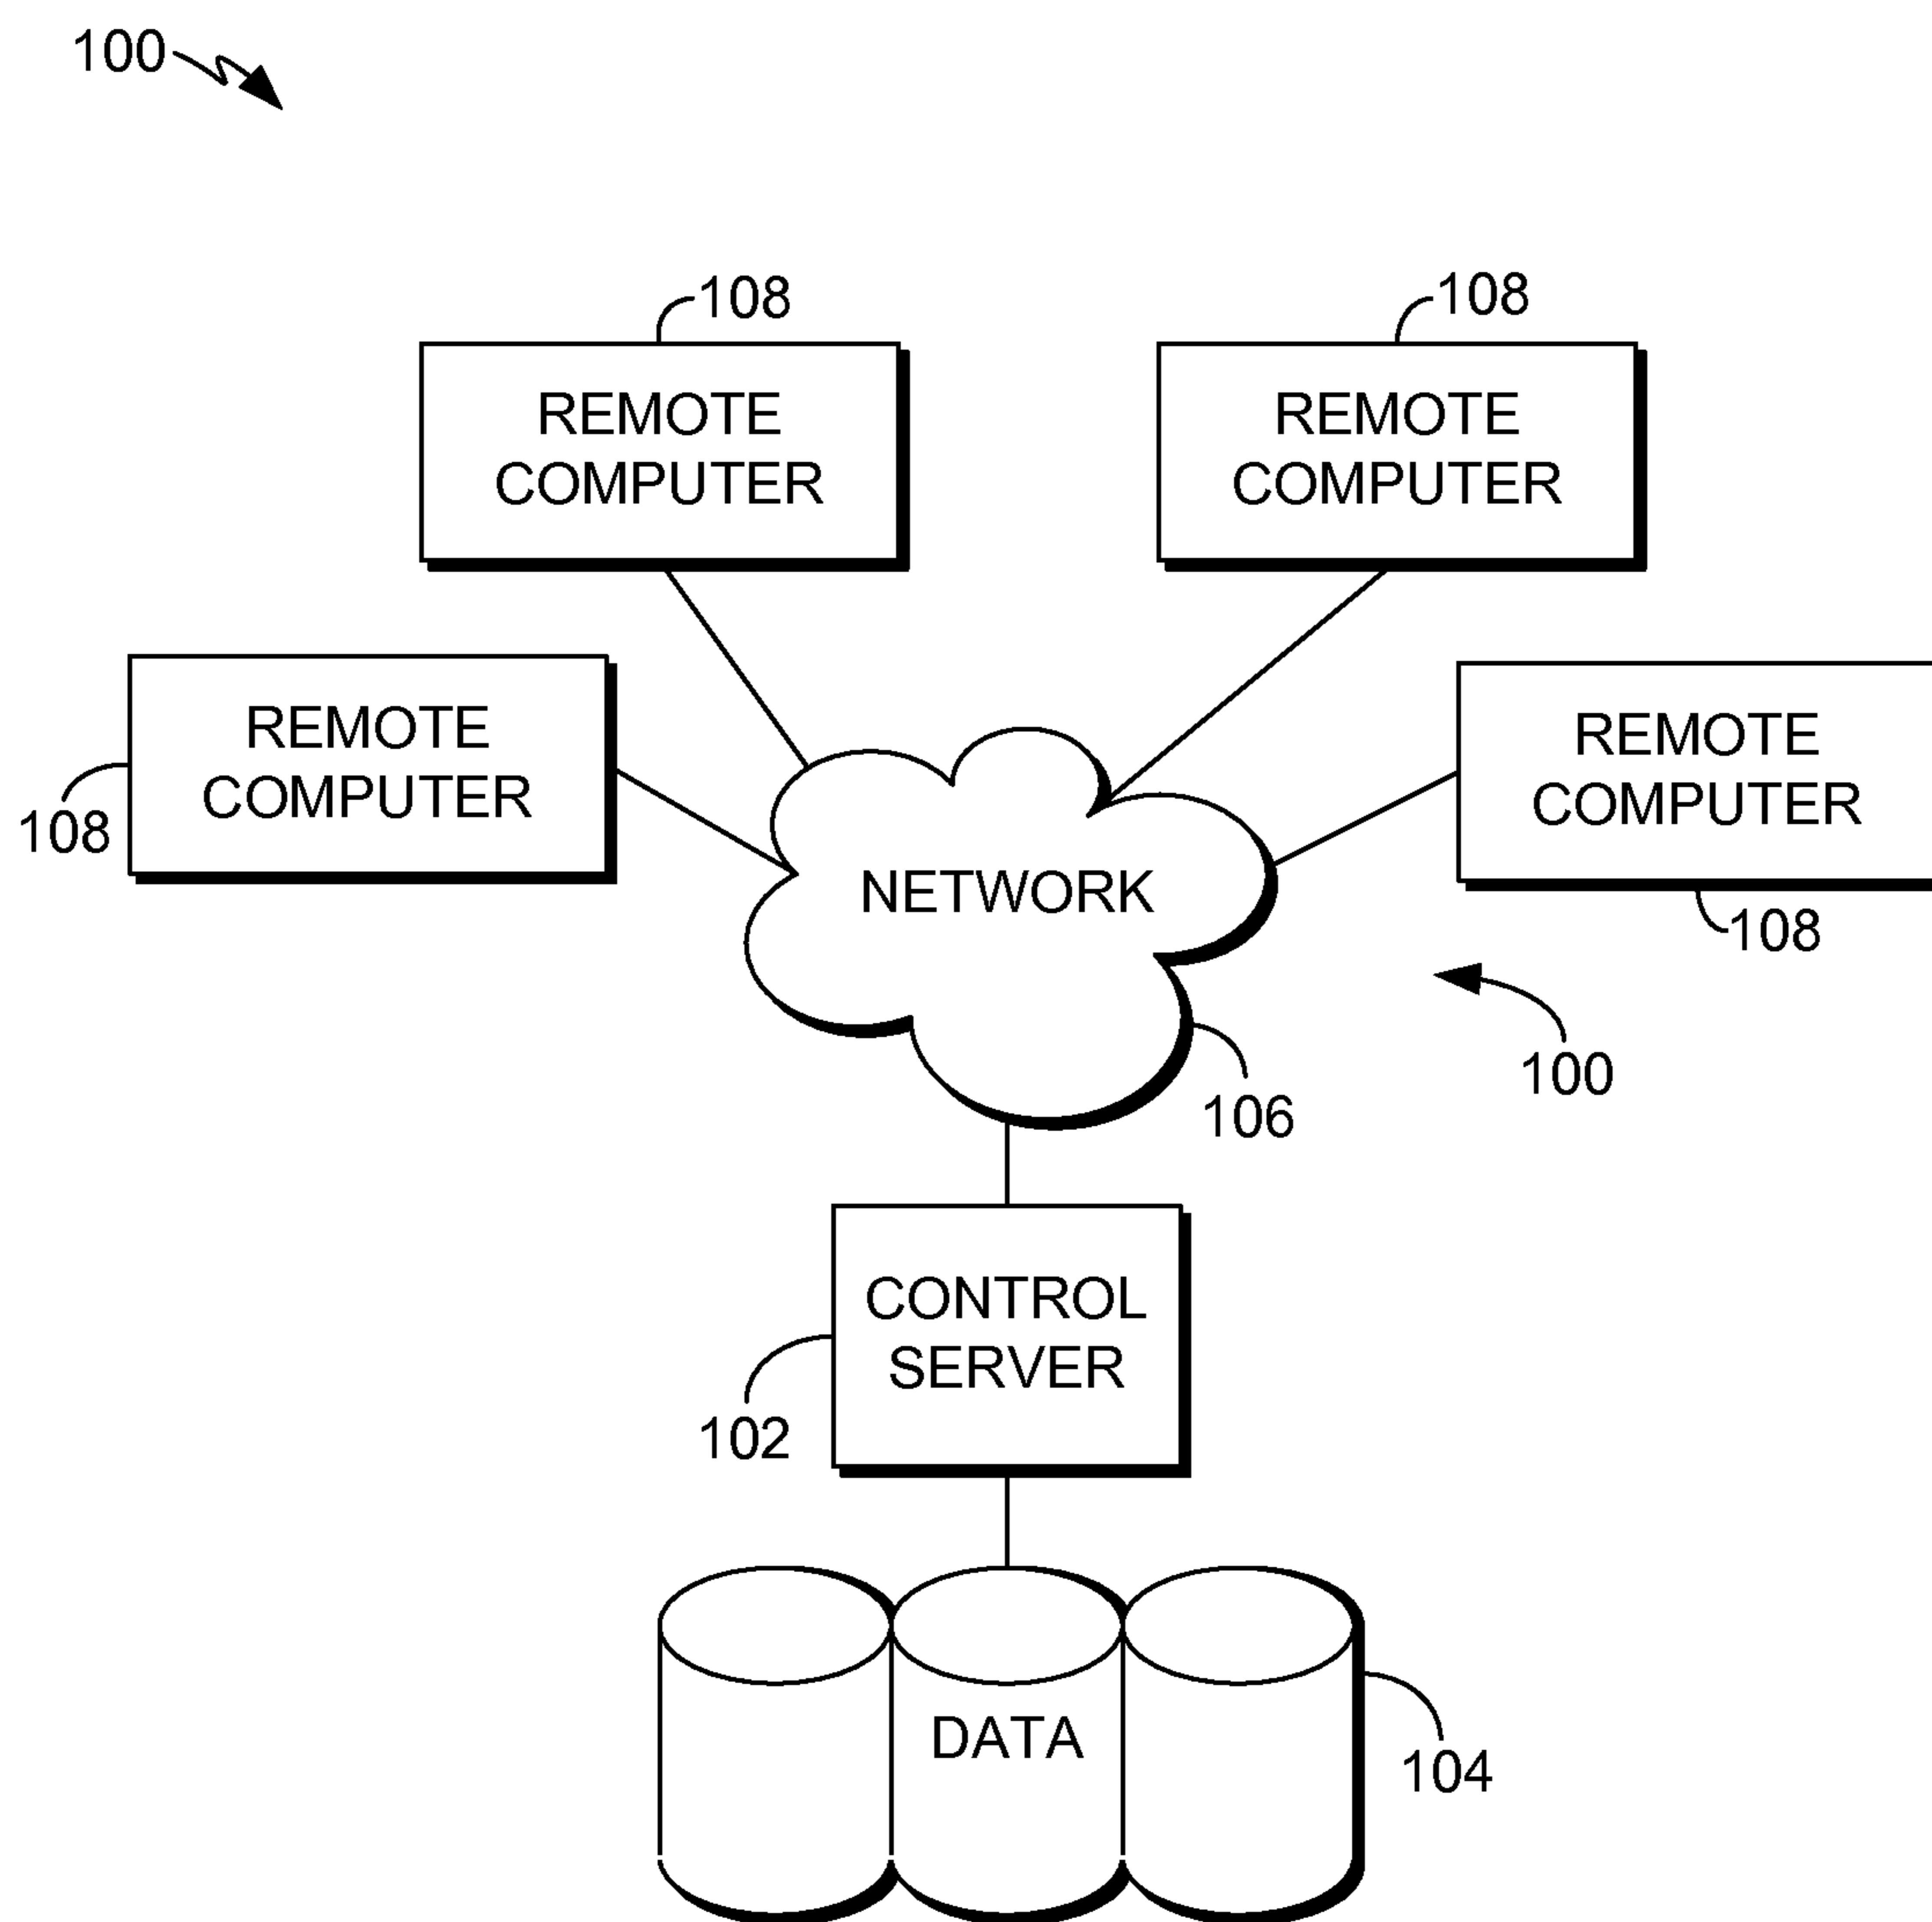 100
108
108
REMOTE
COMPUTER
REMOTE
COMPUTER
REMOTE
COMPUTER
108
REMOTE
COMPUTER
108
NETWORK
100
106
CONTROL
SERVER
102
DATA
104